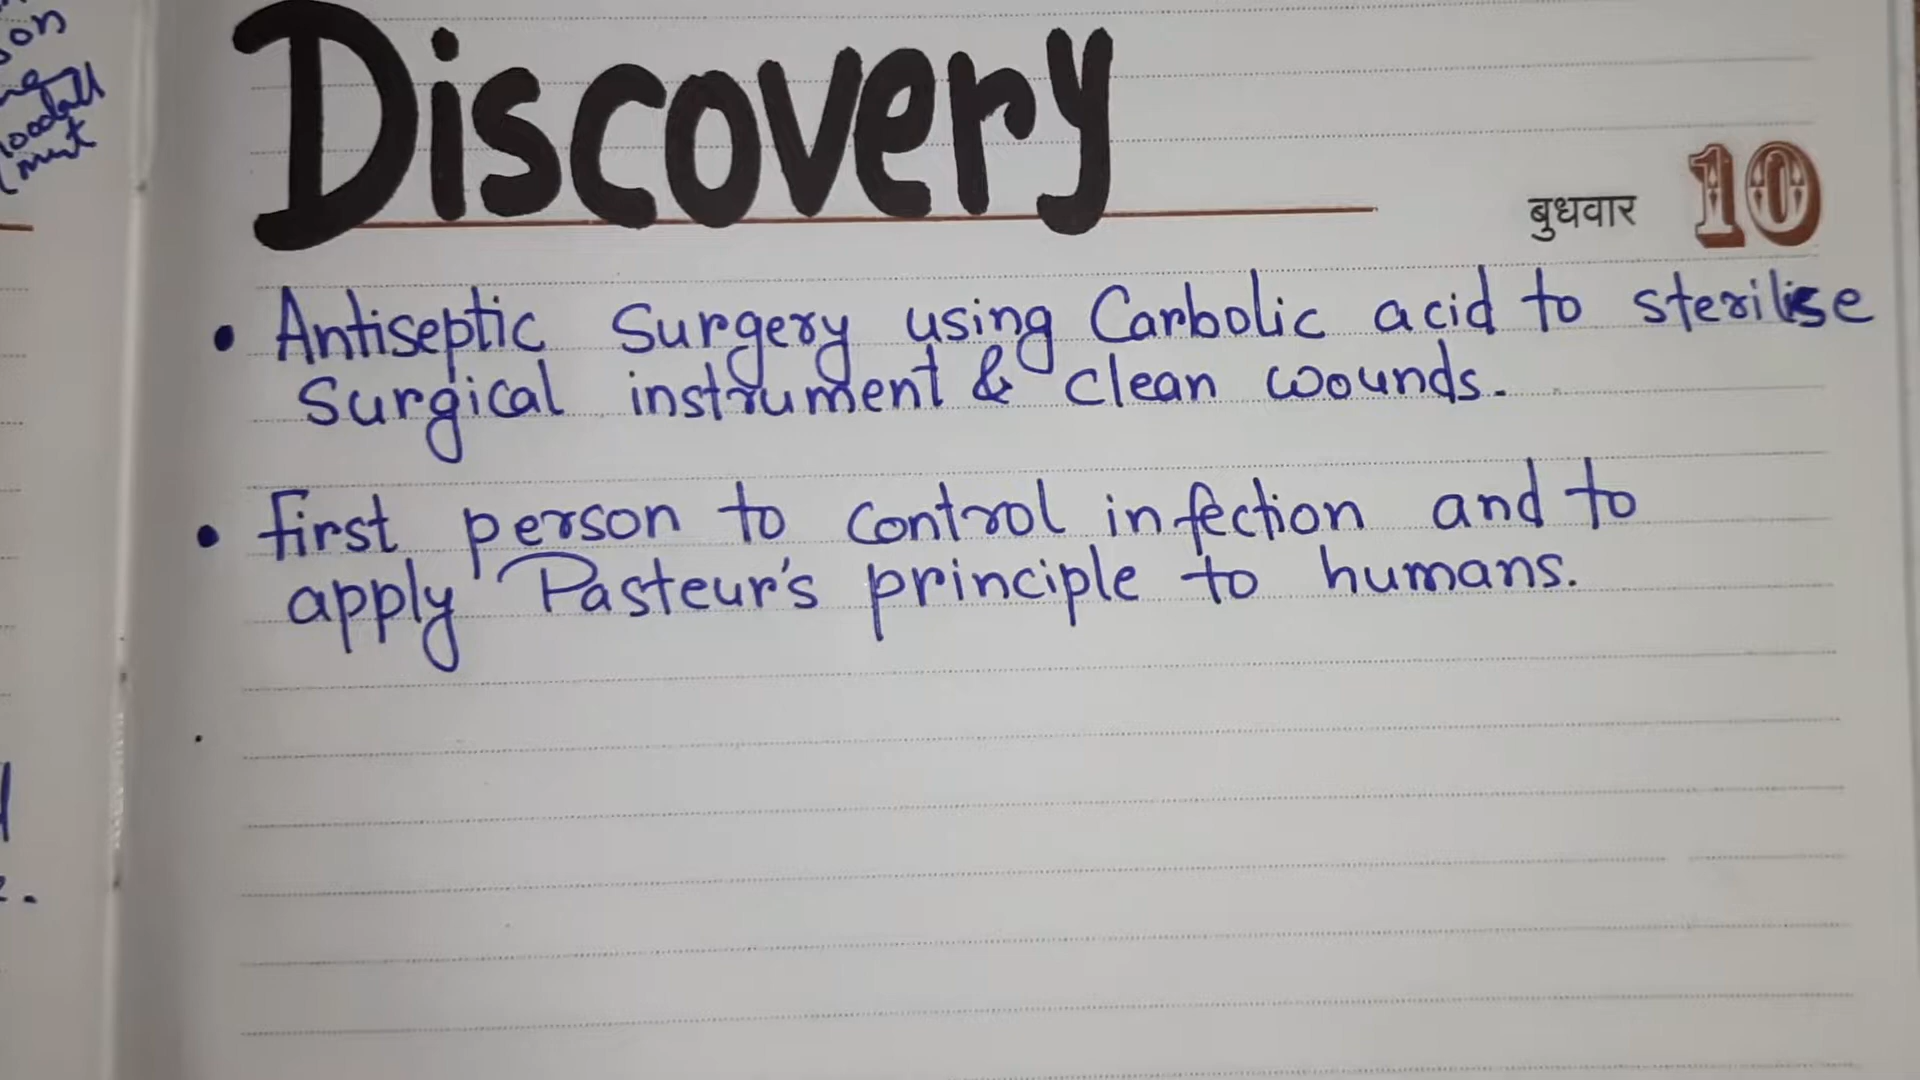 on
Discovery
बुधवार 10
• Antiseptic Surgery using Carbolic acid to sterilise
Surgical instrument & clean wounds.
• first person to control infection and to
apply Pasteur's principle to humans.